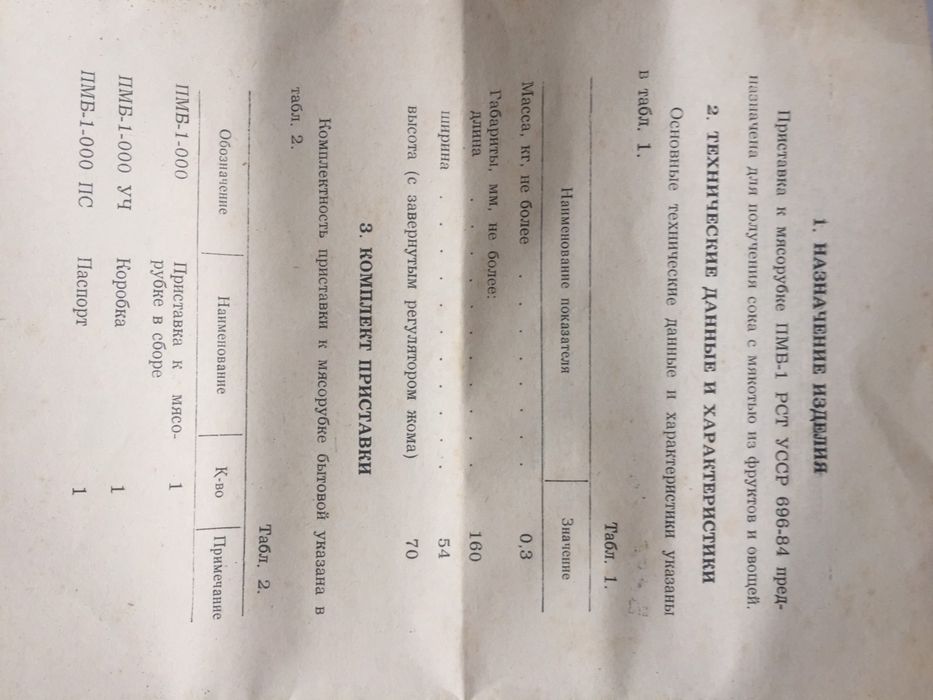 1. НАЗНАЧЕНИЕ ИЗДЕЛИЯ
Приставка к мясорубке ПМБ-1 РСТ УССР 696-84 пред-
назначена для получения сока с мякотью из фруктов и овощей.
2. ТЕХНИЧЕСКИЕ ДАННЫЕ И ХАРАКТЕРИСТИКИ
Основные технические данные и характеристики указаны
в табл. 1.
Табл. 1.
Наименование показателя Значение
Масса, кг, не более . . . . . . 0,3
Габариты, мм, не более:
длина . . . . . . . . 160
ширина . . . . . . . . 54
высота (с завернутым регулятором жома) 70
3. КОМПЛЕКТ ПРИСТАВКИ
Комплектность приставки к мясорубке бытовой указана в
табл. 2.
Табл. 2.
Обозначение Наименование К-во Примечание
ПМБ-1-000 Приставка к мясо- 1
рубке в сборе
ПМБ-1-000 УЧ Коробка 1
ПМБ-1-000 ПС Паспорт 1